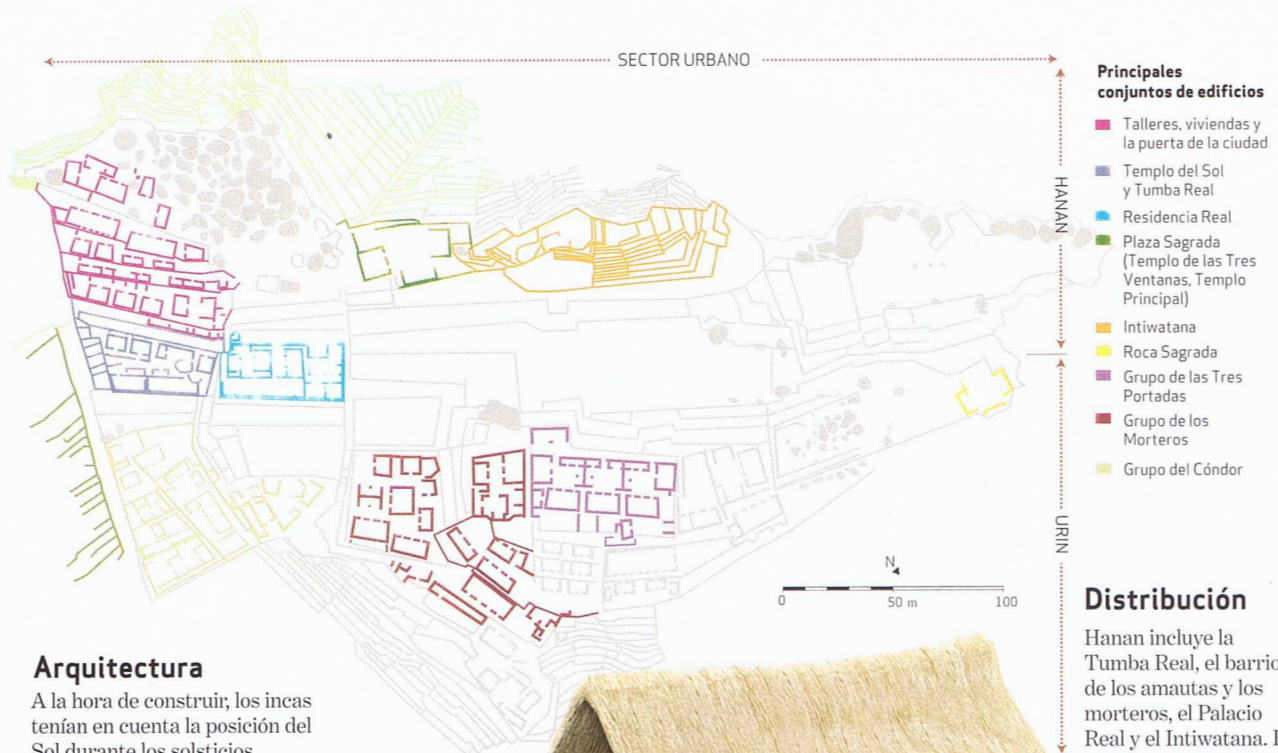 SECTOR URBANO
HANAN
URIN
Principales
conjuntos de edificios
Talleres, viviendas y
la puerta de la ciudad
Templo del Sol
y Tumba Real
Residencia Real
Plaza Sagrada
(Templo de las Tres
Ventanas, Templo
Principal)
Intiwatana
Roca Sagrada
Grupo de las Tres
Portadas
Grupo de los
Morteros
Grupo del Cóndor
N
0 50 m 100
Arquitectura
A la hora de construir, los incas
tenían en cuenta la posición del
Sol durante los solsticios
Distribución
Hanan incluye la
Tumba Real, el barrio
de los amautas y los
morteros, el Palacio
Real y el Intiwatana.